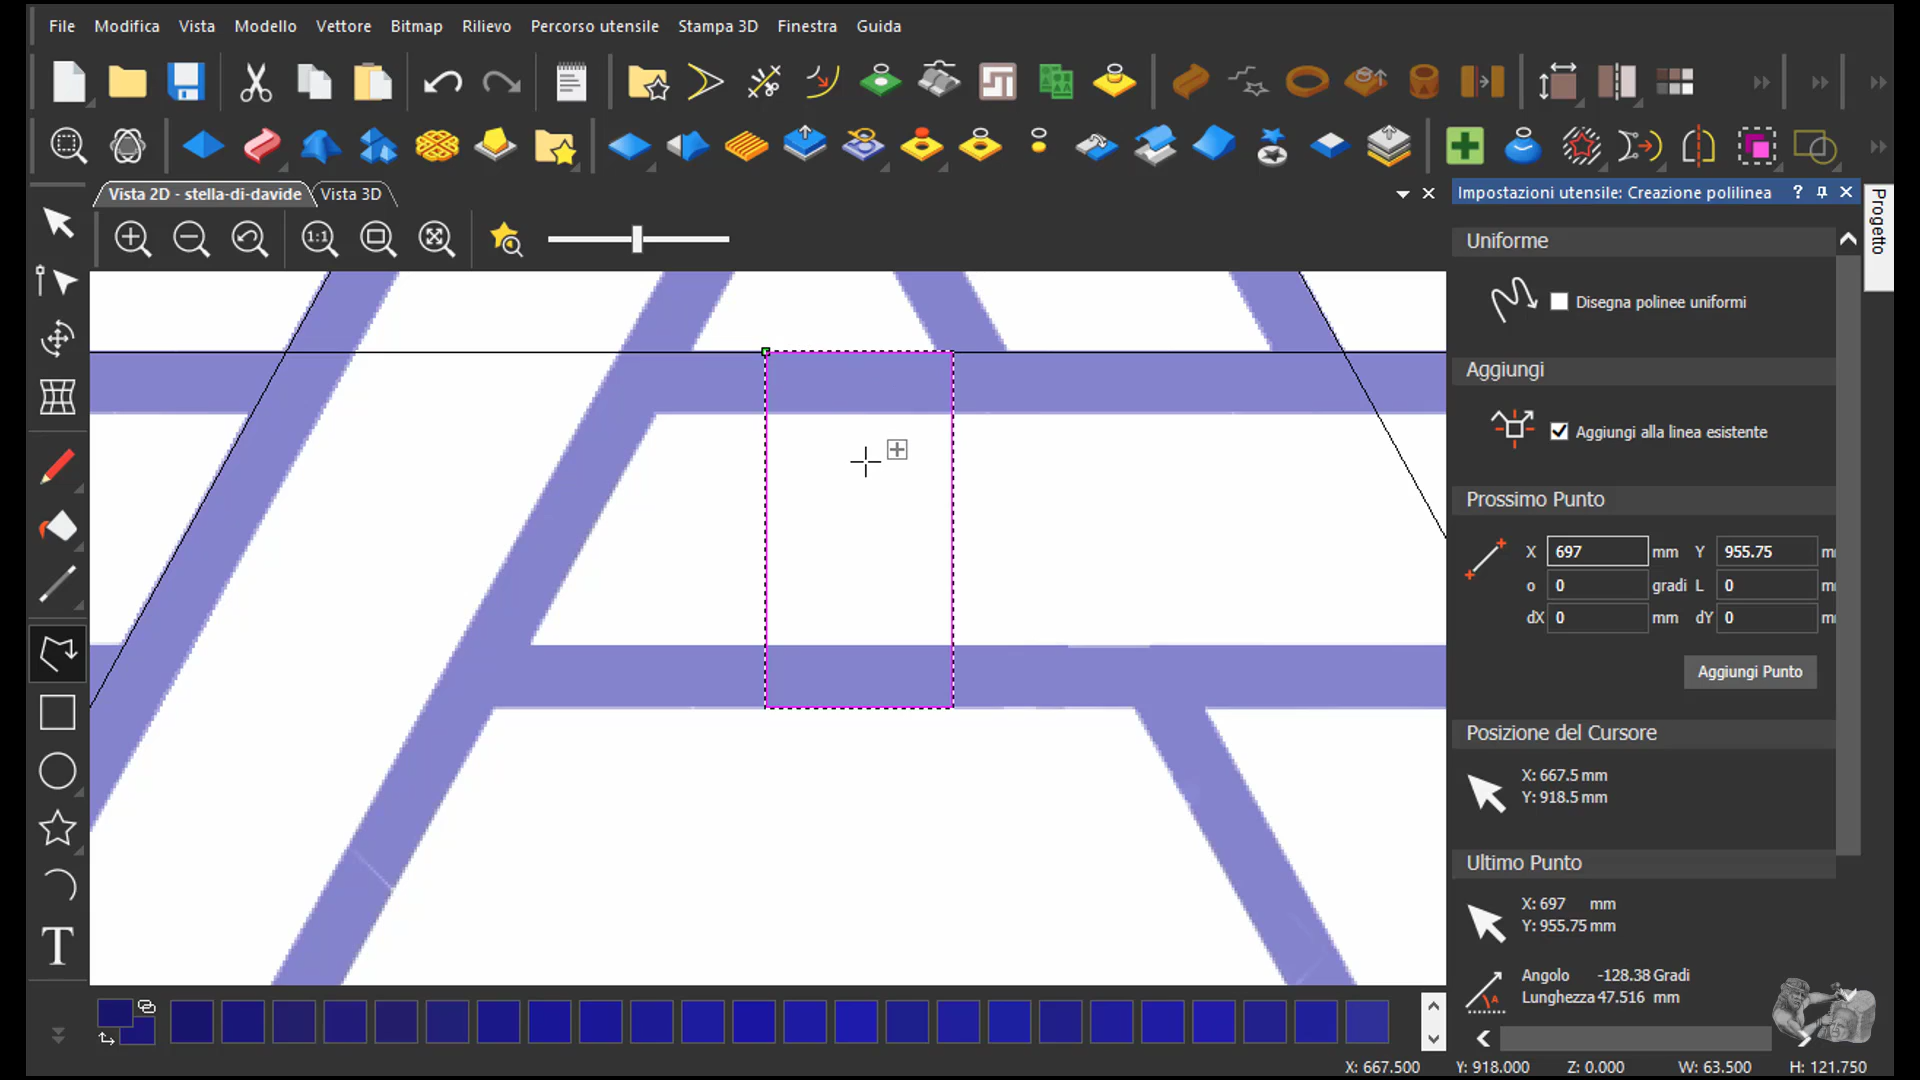 File Modifica Vista Modello Vettore Bitmap Rilievo Percorso utensile Stampa 3D Finestra Guida
Vista 2D - stella-di-davide Vista 3D
Impostazioni utensile: Creazione polilinea ?
Progetto
1:1
Uniforme
Disegna polinee uniformi
Aggiungi
Aggiungi alla linea esistente
Prossimo Punto
X 697 mm Y 955.75
o 0 gradi L 0
dX 0 mm dY 0
Aggiungi Punto
Posizione del Cursore
X: 667.5 mm
Y: 918.5 mm
Ultimo Punto
X: 697 mm
Y: 955.75 mm
Angolo -128.38 Gradi
Lunghezza 47.516 mm
T
X: 667.500 Y: 918.000 Z: 0.000 W: 63.500 H: 121.750